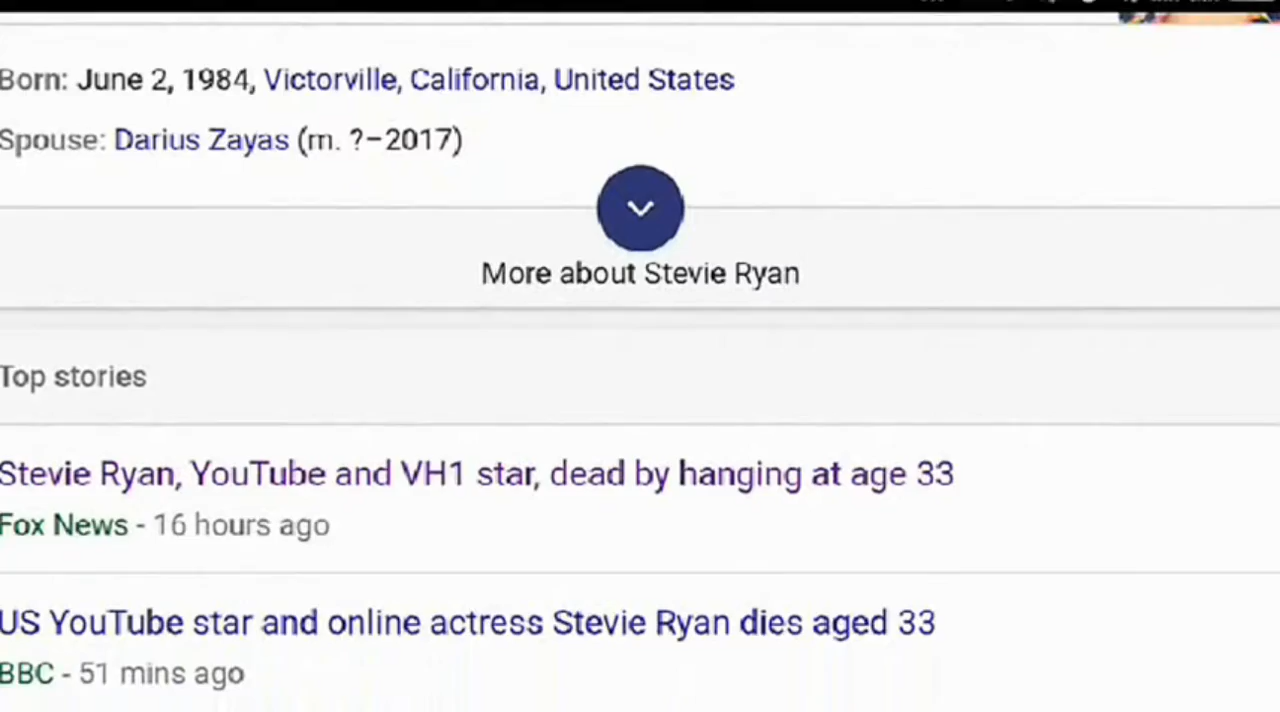 Born: June 2, 1984, Victorville, California, United States
Spouse: Darius Zayas (m. ?–2017)
More about Stevie Ryan
Top stories
Stevie Ryan, YouTube and VH1 star, dead by hanging at age 33
Fox News - 16 hours ago
US YouTube star and online actress Stevie Ryan dies aged 33
BBC - 51 mins ago